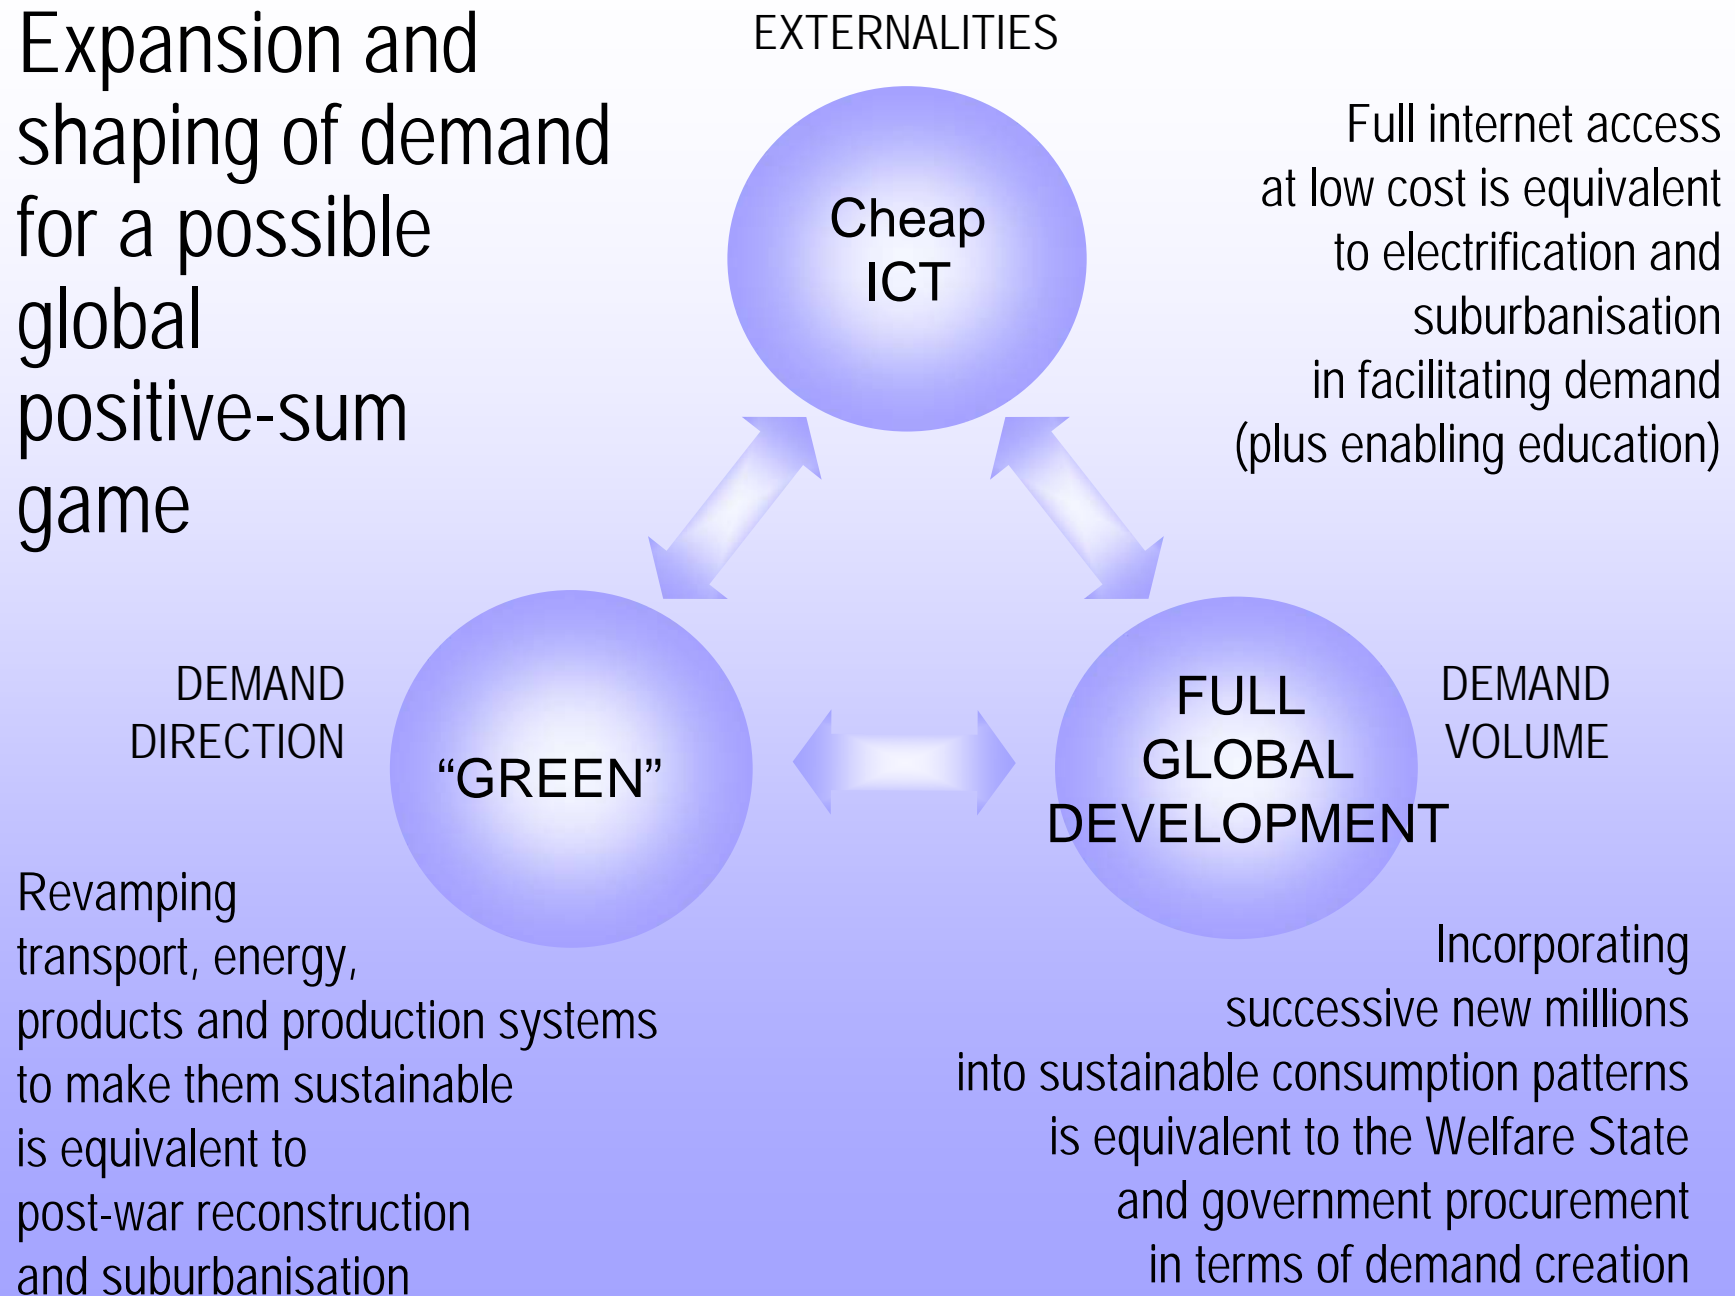 Expansion and
shaping of demand
for a possible
global
positive-sum
game
EXTERNALITIES
Cheap
ICT
Full internet access
at low cost is equivalent
to electrification and
suburbanisation
in facilitating demand
(plus enabling education)
DEMAND
DIRECTION
“GREEN”
FULL
GLOBAL
DEVELOPMENT
DEMAND
VOLUME
Revamping
transport, energy,
products and production systems
to make them sustainable
is equivalent to
post-war reconstruction
and suburbanisation
Incorporating
successive new millions
into sustainable consumption patterns
is equivalent to the Welfare State
and government procurement
in terms of demand creation